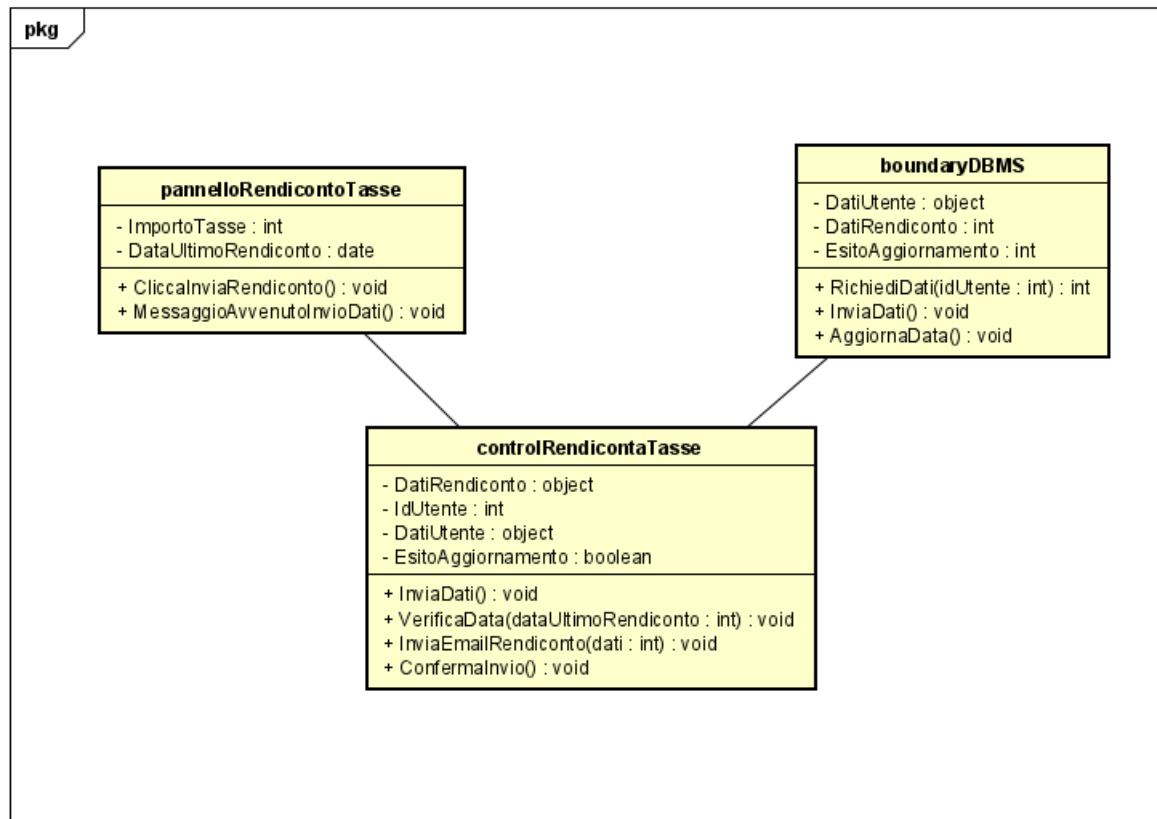 pkg
pannelloRendicontoTasse
- ImportoTasse : int
- DataUltimoRendiconto : date
+ CliccaInviaRendiconto() : void
+ MessaggioAvvenutoInvioDati() : void
boundaryDBMS
- DatiUtente : object
- DatiRendiconto : int
- EsitoAggiornamento : int
+ RichiediDati(idUtente : int) : int
+ InviaDati() : void
+ AggiornaData() : void
controlRendicontaTasse
- DatiRendiconto : object
- IdUtente : int
- DatiUtente : object
- EsitoAggiornamento : boolean
+ InviaDati() : void
+ VerificaData(dataUltimoRendiconto : int) : void
+ InviaEmailRendiconto(dati : int) : void
+ ConfermaInvio() : void